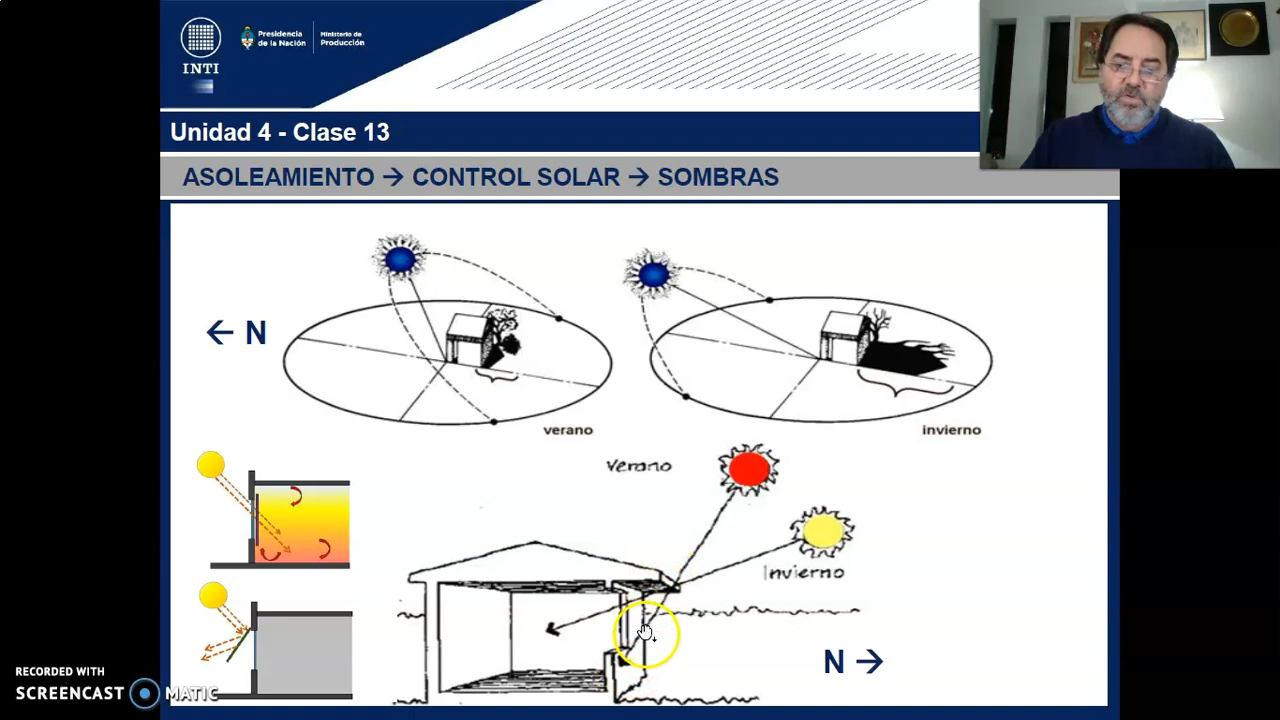 INTI
Presidencia
de la Nación
Ministerio de
Producción
Unidad 4 - Clase 13
ASOLEAMIENTO → CONTROL SOLAR → SOMBRAS
← N
verano
invierno
Verano
Invierno
N →
RECORDED WITH
SCREENCAST MATIC